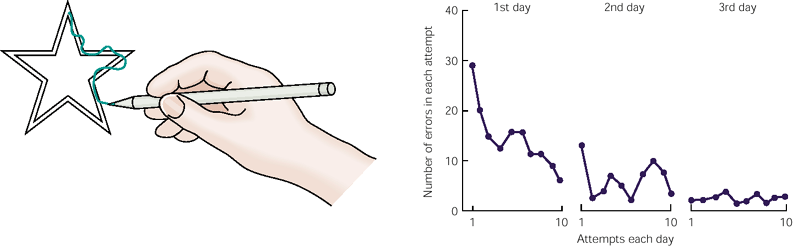 1st day
2nd day
3rd day
Number of errors in each attempt
40
30
20
10
0
1
10
1
10
1
10
Attempts each day